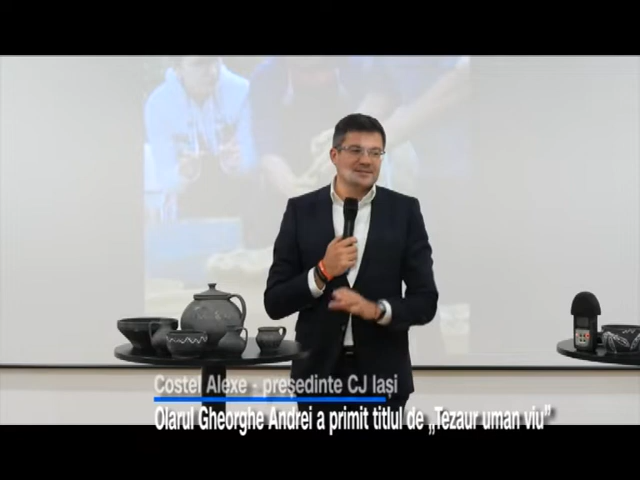 Costel Alexe - președinte CJ Iași
Olarul Gheorghe Andrei a primit titlul de „Tezaur uman viu”